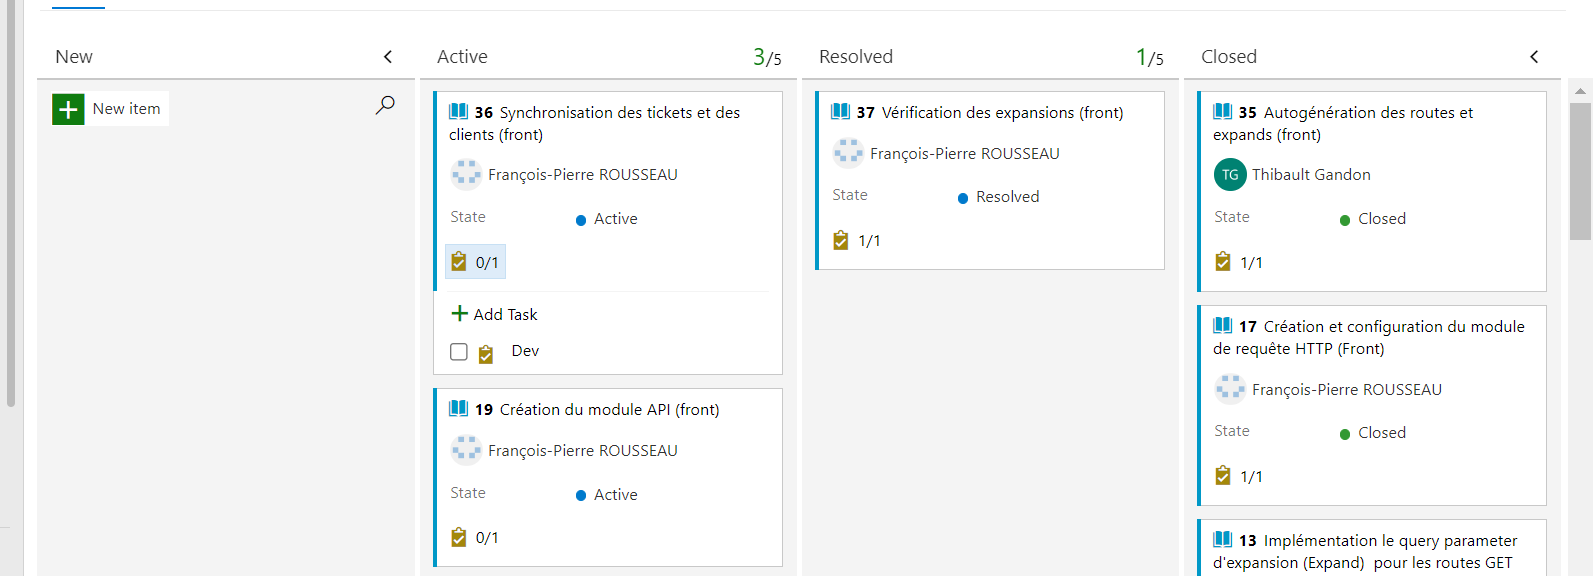 New
New item
Active
3/5
36 Synchronisation des tickets et des
clients (front)
François-Pierre ROUSSEAU
State
Active
0/1
Add Task
Dev
19 Création du module API (front)
François-Pierre ROUSSEAU
State
Active
0/1
Resolved
1/5
37 Vérification des expansions (front)
François-Pierre ROUSSEAU
State
Resolved
1/1
Closed
35 Autogénération des routes et
expands (front)
TG Thibault Gandon
State
Closed
1/1
17 Création et configuration du module
de requête HTTP (Front)
François-Pierre ROUSSEAU
State
Closed
1/1
13 Implémentation le query parameter
d'expansion (Expand) pour les routes GET